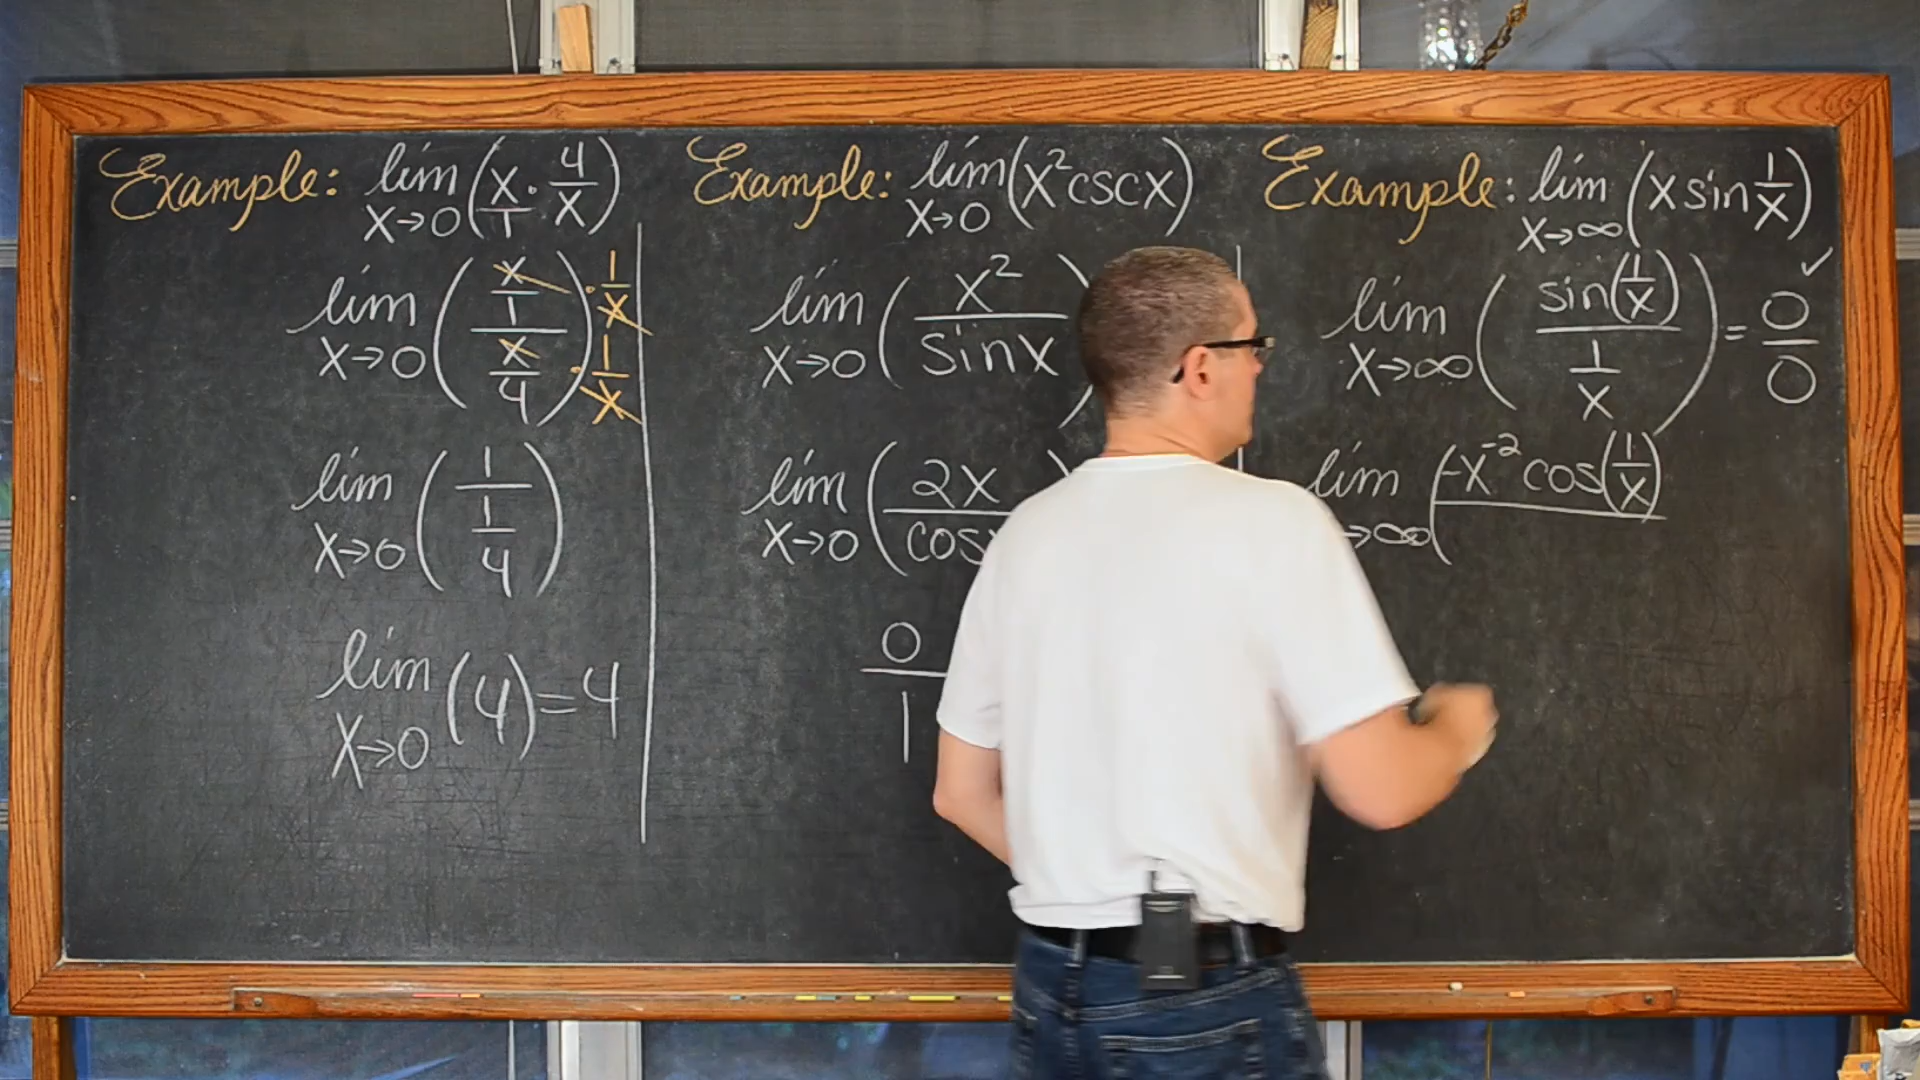 Example: lim x→0 (x/1 · 4/x)
lim x→0 ((x/1)/(x/4)) · 1/x · 1/x
lim x→0 (1/(1/4))
lim x→0 (4) = 4
Example: lim x→0 (x² csc x)
lim x→0 (x²/sin x)
lim x→0 (2x/cos
0/1
Example: lim x→∞ (x sin 1/x)
lim x→∞ (sin(1/x)/(1/x)) = 0/0 ✓
lim →∞ (-x⁻² cos(1/x)